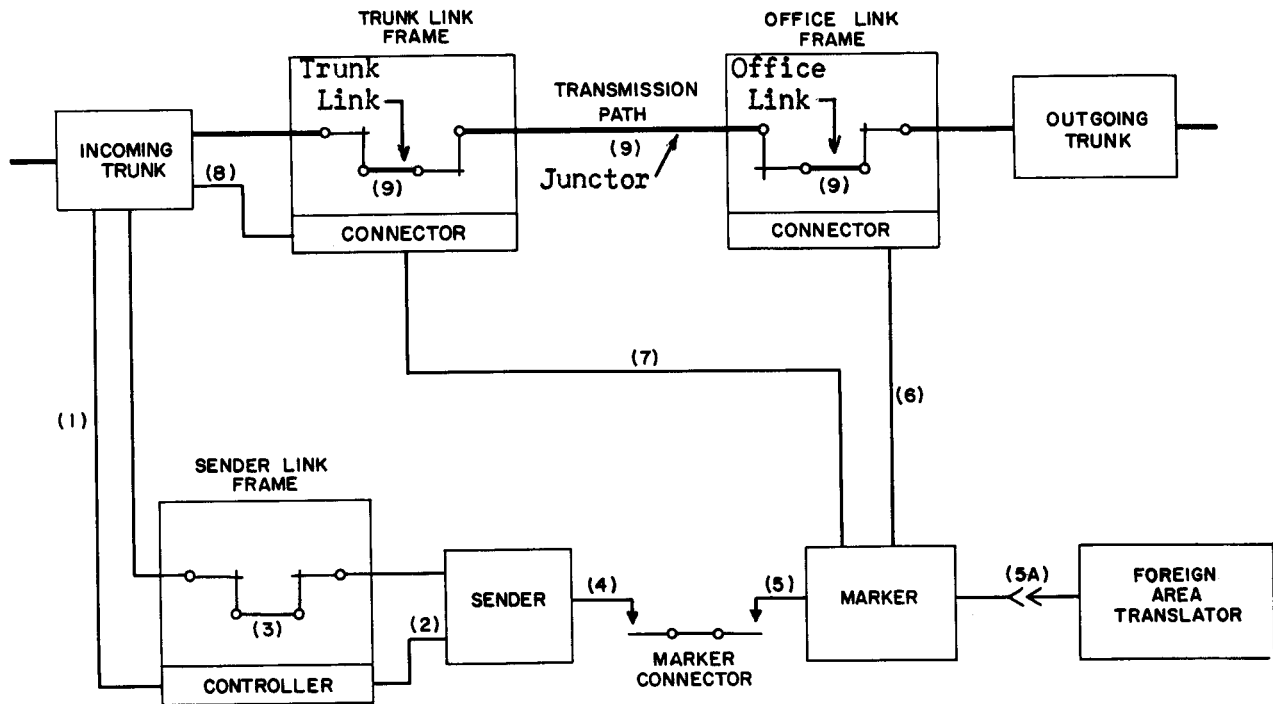 TRUNK LINK
FRAME
OFFICE LINK
FRAME
Trunk
Link
TRANSMISSION
PATH
(9)
Junctor
Office
Link
INCOMING
TRUNK
(8)
(9)
CONNECTOR
(9)
CONNECTOR
OUTGOING
TRUNK
(7)
(6)
(1)
SENDER LINK
FRAME
(3)
CONTROLLER
(2)
SENDER
(4)
MARKER
CONNECTOR
(5)
MARKER
(5A)
FOREIGN
AREA
TRANSLATOR